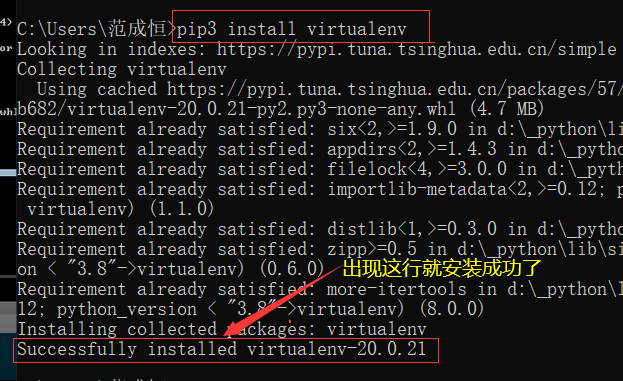 4)
C:\Users\范成恒>pip3 install virtualenv
or Looking in indexes: https://pypi.tuna.tsinghua.edu.cn/simple
Collecting virtualenv
Using cached https://pypi.tuna.tsinghua.edu.cn/packages/57/
whl b682/virtualenv-20.0.21-py2.py3-none-any.whl (4.7 MB)
Requirement already satisfied: six<2,>=1.9.0 in d:\_python\li
Requirement already satisfied: appdirs<2,>=1.4.3 in d:\_pytho
Requirement already satisfied: filelock<4,>=3.0.0 in d:\_pyth
Requirement already satisfied: importlib-metadata<2,>=0.12; p
virtualenv) (1.1.0)
Requirement already satisfied: distlib<1,>=0.3.0 in d:\_pytho
Requirement already satisfied: zipp>=0.5 in d:\_python\lib\si
on < "3.8"->virtualenv) (0.6.0)
出现这行就安装成功了
Requirement already satisfied: more-itertools in d:\_python\l
12; python_version < "3.8"->virtualenv) (8.0.0)
Installing collected packages: virtualenv
Successfully installed virtualenv-20.0.21